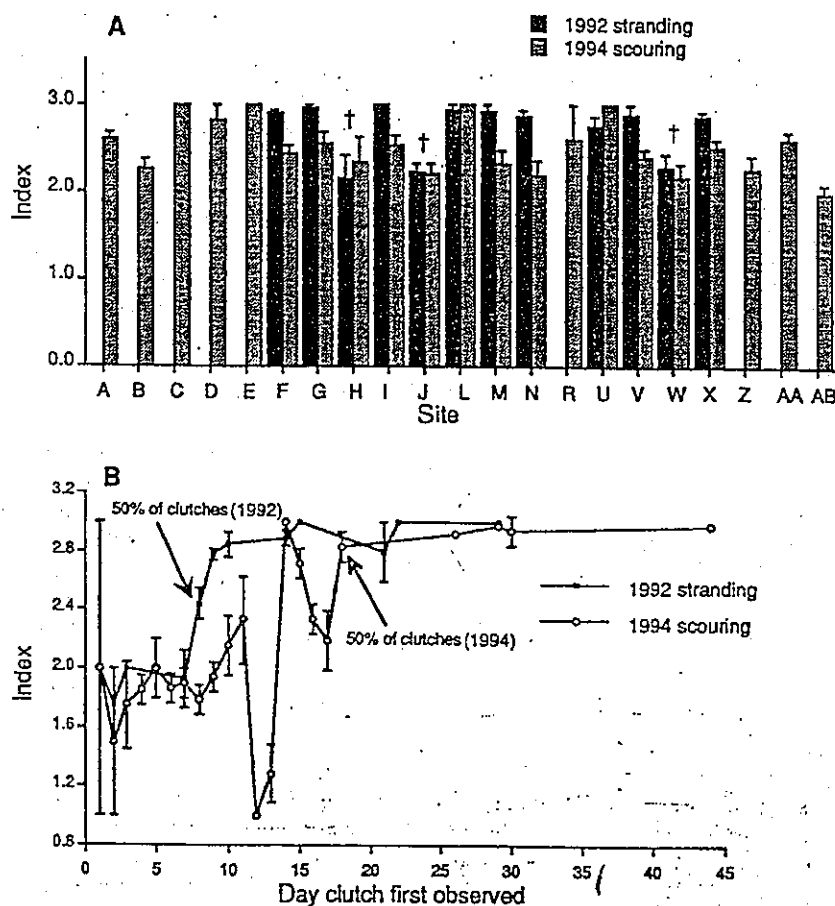 A
1992 stranding
1994 scouring
3.0
2.0
1.0
0.0
Index
† † †
A B C D E F G H I J L M N R U V W X Z AA AB
Site
B
3.2
2.8
2.4
2.0
1.6
1.2
0.8
Index
50% of clutches (1992)
50% of clutches (1994)
1992 stranding
1994 scouring
0 5 10 15 20 25 30 35 40 45
Day clutch first observed